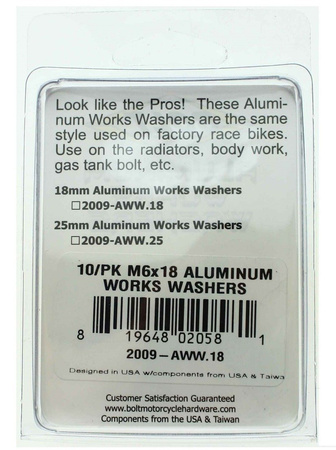 Look like the Pros! These Alumi-
num Works Washers are the same
style used on factory race bikes.
Use on the radiators, body work,
gas tank bolt, etc.
18mm Aluminum Works Washers
☐2009-AWW.18
25mm Aluminum Works Washers
☐2009-AWW.25
10/PK M6x18 ALUMINUM
WORKS WASHERS
8 19648 02058 1
2009-AWW.18
Designed in USA w/components from USA & Taiwa
Customer Satisfaction Guaranteed
www.boltmotorcyclehardware.com
Components from the USA & Taiwan